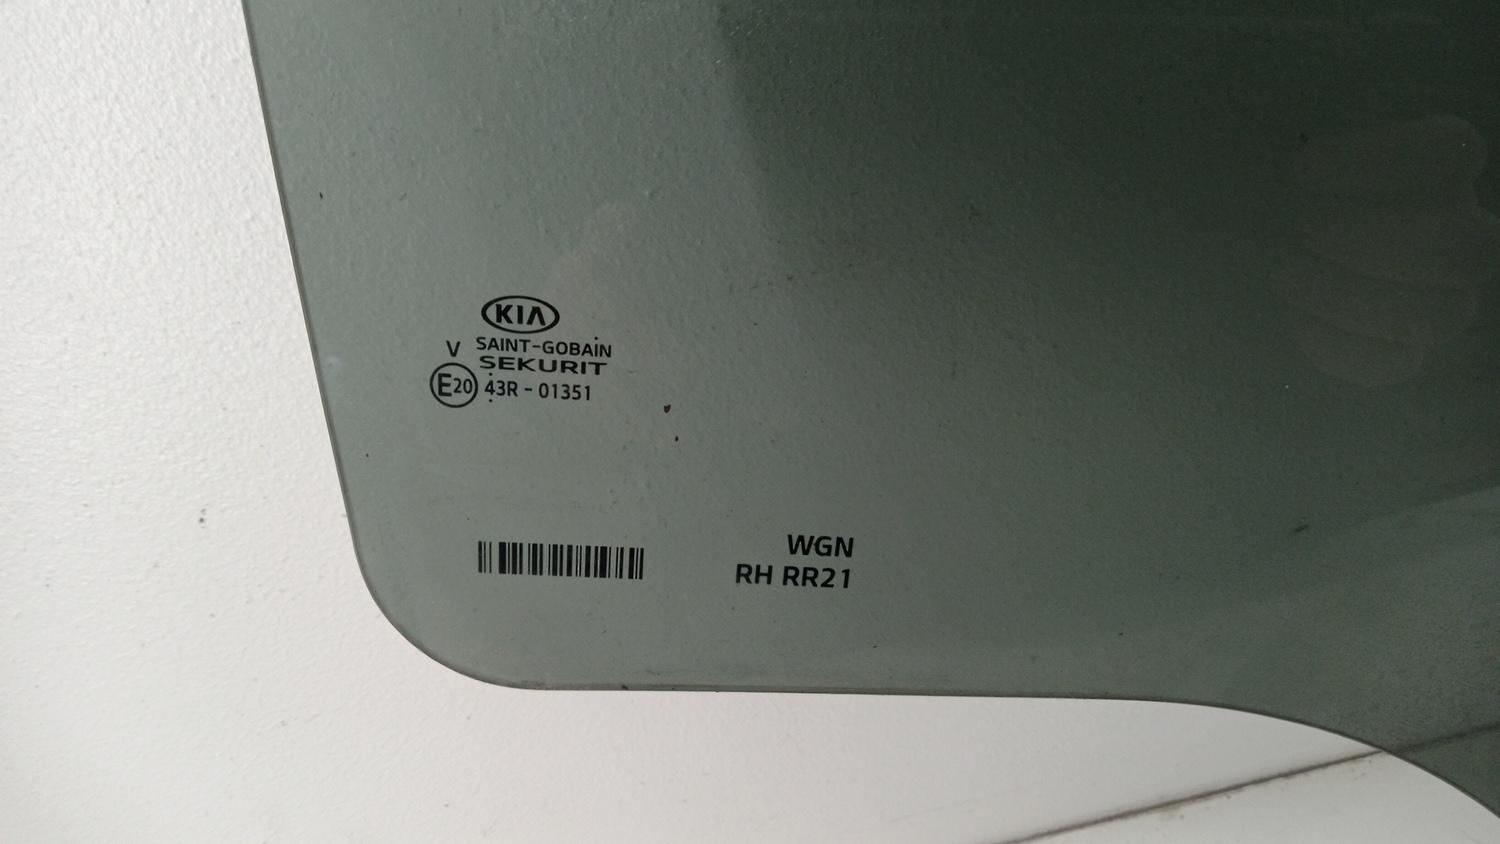 KIA
V SAINT-GOBAIN
SEKURIT
E20 43R - 01351
WGN
RH RR21